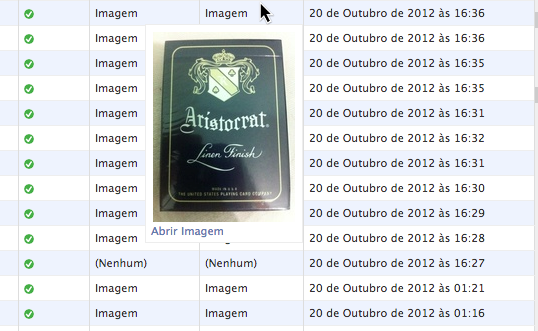 Imagem Imagem 20 de Outubro de 2012 às 16:36
Imagem Imagem 20 de Outubro de 2012 às 16:36
Imagem 20 de Outubro de 2012 às 16:35
Imagem 20 de Outubro de 2012 às 16:35
Imagem 20 de Outubro de 2012 às 16:31
Imagem 20 de Outubro de 2012 às 16:32
Imagem 20 de Outubro de 2012 às 16:31
Imagem 20 de Outubro de 2012 às 16:30
Imagem 20 de Outubro de 2012 às 16:29
Imagem 20 de Outubro de 2012 às 16:28
(Nenhum) (Nenhum) 20 de Outubro de 2012 às 16:27
Imagem Imagem 20 de Outubro de 2012 às 01:21
Imagem Imagem 20 de Outubro de 2012 às 01:16
Aristocrat
Linen Finish
MADE IN U.S.A.
THE UNITED STATES PLAYING CARD COMPANY
Abrir Imagem